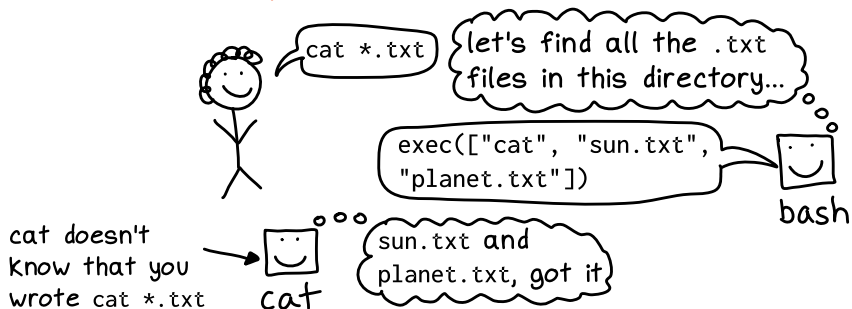 cat *.txt
let's find all the .txt
files in this directory...
exec(["cat", "sun.txt",
"planet.txt"])
bash
cat doesn't
know that you
wrote cat *.txt
cat
sun.txt and
planet.txt, got it